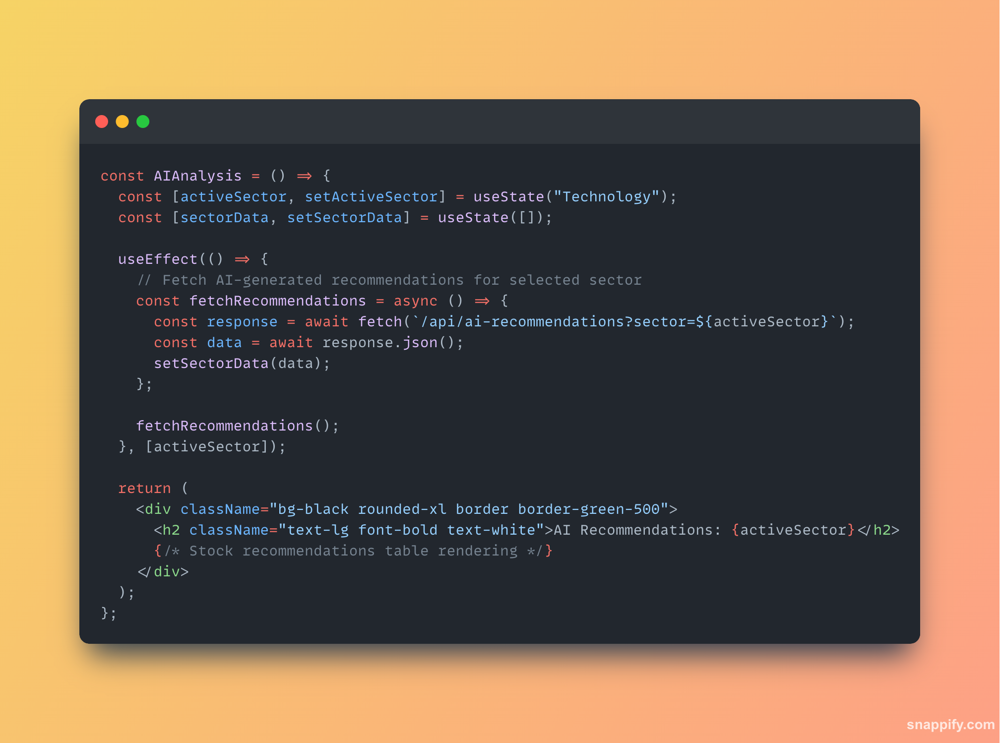 const AIAnalysis = () => {
  const [activeSector, setActiveSector] = useState("Technology");
  const [sectorData, setSectorData] = useState([]);

  useEffect(() => {
    // Fetch AI-generated recommendations for selected sector
    const fetchRecommendations = async () => {
      const response = await fetch(`/api/ai-recommendations?sector=${activeSector}`);
      const data = await response.json();
      setSectorData(data);
    };

    fetchRecommendations();
  }, [activeSector]);

  return (
    <div className="bg-black rounded-xl border border-green-500">
      <h2 className="text-lg font-bold text-white">AI Recommendations: {activeSector}</h2>
      {/* Stock recommendations table rendering */}
    </div>
  );
};
snappify.com